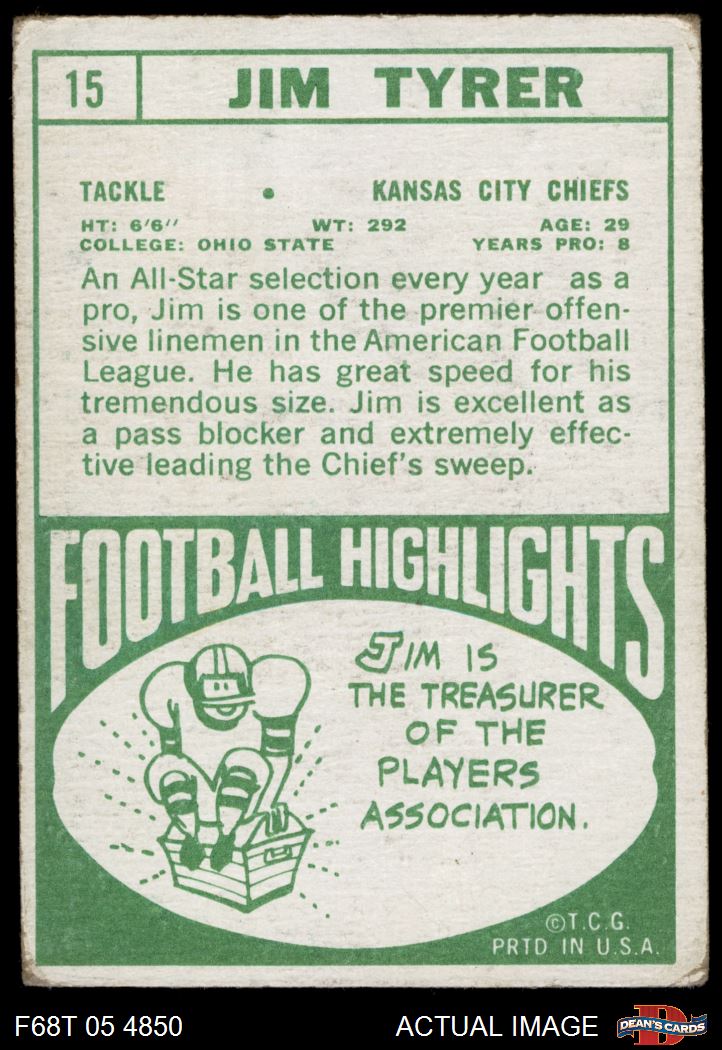 15 JIM TYRER
TACKLE • KANSAS CITY CHIEFS
HT: 6'6" WT: 292 AGE: 29
COLLEGE: OHIO STATE YEARS PRO: 8
An All-Star selection every year as a
pro, Jim is one of the premier offen-
sive linemen in the American Football
League. He has great speed for his
tremendous size. Jim is excellent as
a pass blocker and extremely effec-
tive leading the Chief's sweep.
FOOTBALL HIGHLIGHTS
JIM IS
THE TREASURER
OF THE
PLAYERS
ASSOCIATION.
©T.C.G.
PRTD IN U.S.A.
F68T 05 4850 ACTUAL IMAGE D DEAN'S CARDS